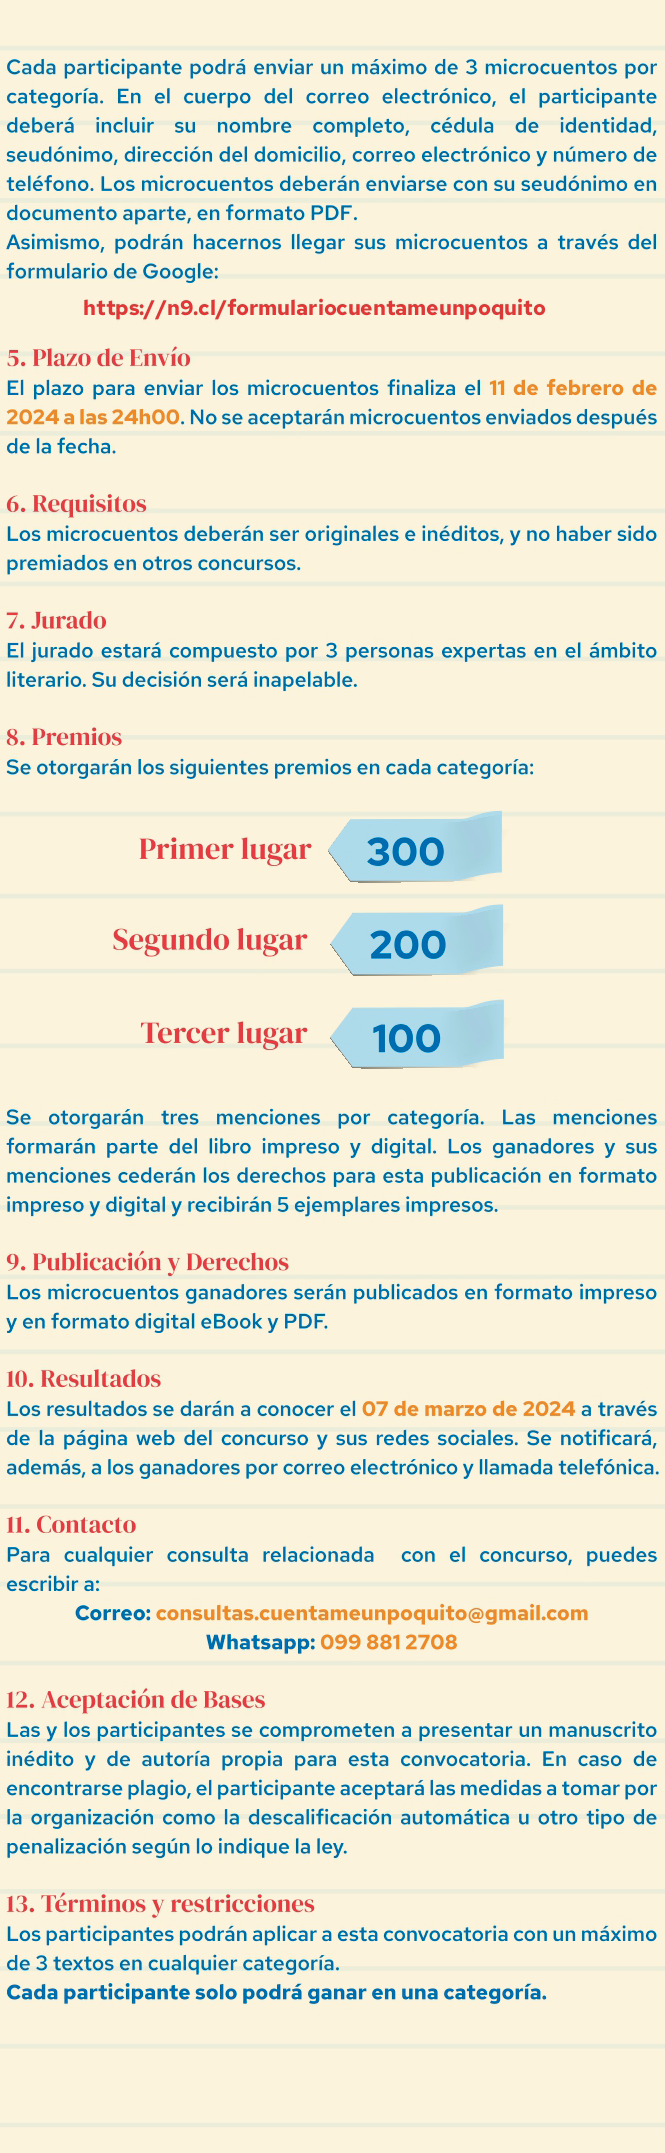 Cada participante podrá enviar un máximo de 3 microcuentos por
categoría. En el cuerpo del correo electrónico, el participante
deberá incluir su nombre completo, cédula de identidad,
seudónimo, dirección del domicilio, correo electrónico y número de
teléfono. Los microcuentos deberán enviarse con su seudónimo en
documento aparte, en formato PDF.
Asimismo, podrán hacernos llegar sus microcuentos a través del
formulario de Google:
https://n9.cl/formulariocuentameunpoquito
5. Plazo de Envío
El plazo para enviar los microcuentos finaliza el 11 de febrero de
2024 a las 24h00. No se aceptarán microcuentos enviados después
de la fecha.
6. Requisitos
Los microcuentos deberán ser originales e inéditos, y no haber sido
premiados en otros concursos.
7. Jurado
El jurado estará compuesto por 3 personas expertas en el ámbito
literario. Su decisión será inapelable.
8. Premios
Se otorgarán los siguientes premios en cada categoría:
Primer lugar 300
Segundo lugar 200
Tercer lugar 100
Se otorgarán tres menciones por categoría. Las menciones
formarán parte del libro impreso y digital. Los ganadores y sus
menciones cederán los derechos para esta publicación en formato
impreso y digital y recibirán 5 ejemplares impresos.
9. Publicación y Derechos
Los microcuentos ganadores serán publicados en formato impreso
y en formato digital eBook y PDF.
10. Resultados
Los resultados se darán a conocer el 07 de marzo de 2024 a través
de la página web del concurso y sus redes sociales. Se notificará,
además, a los ganadores por correo electrónico y llamada telefónica.
11. Contacto
Para cualquier consulta relacionada con el concurso, puedes
escribir a:
Correo: consultas.cuentameunpoquito@gmail.com
Whatsapp: 099 881 2708
12. Aceptación de Bases
Las y los participantes se comprometen a presentar un manuscrito
inédito y de autoría propia para esta convocatoria. En caso de
encontrarse plagio, el participante aceptará las medidas a tomar por
la organización como la descalificación automática u otro tipo de
penalización según lo indique la ley.
13. Términos y restricciones
Los participantes podrán aplicar a esta convocatoria con un máximo
de 3 textos en cualquier categoría.
Cada participante solo podrá ganar en una categoría.